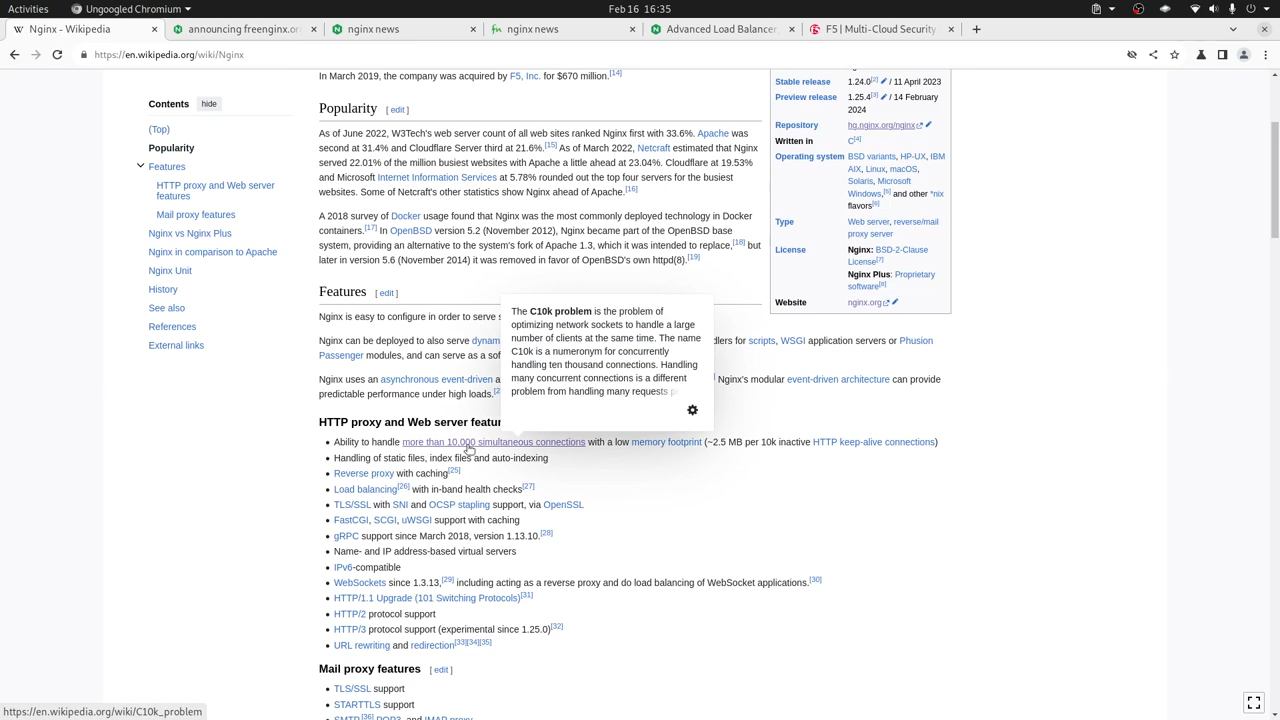 Activities
Ungoogled Chromium
Feb 16 16:35
Nginx - Wikipedia
announcing freenginx.org
nginx news
nginx news
Advanced Load Balancer,
F5 | Multi-Cloud Security
https://en.wikipedia.org/wiki/Nginx
Contents
hide
(Top)
Popularity
Features
HTTP proxy and Web server
features
Mail proxy features
Nginx vs Nginx Plus
Nginx in comparison to Apache
Nginx Unit
History
See also
References
External links
In March 2019, the company was acquired by F5, Inc. for $670 million.[14]
Popularity [ edit ]
As of June 2022, W3Tech's web server count of all web sites ranked Nginx first with 33.6%. Apache was
second at 31.4% and Cloudflare Server third at 21.6%.[15] As of March 2022, Netcraft estimated that Nginx
served 22.01% of the million busiest websites with Apache a little ahead at 23.04%. Cloudflare at 19.53%
and Microsoft Internet Information Services at 5.78% rounded out the top four servers for the busiest
websites. Some of Netcraft's other statistics show Nginx ahead of Apache.[16]
A 2018 survey of Docker usage found that Nginx was the most commonly deployed technology in Docker
containers.[17] In OpenBSD version 5.2 (November 2012), Nginx became part of the OpenBSD base
system, providing an alternative to the system's fork of Apache 1.3, which it was intended to replace,[18] but
later in version 5.6 (November 2014) it was removed in favor of OpenBSD's own httpd(8).[19]
Features [ edit ]
Nginx is easy to configure in order to serve
Nginx can be deployed to also serve dynam
dlers for scripts, WSGI application servers or Phusion
Passenger modules, and can serve as a sof
Nginx uses an asynchronous event-driven a
Nginx's modular event-driven architecture can provide
predictable performance under high loads.
The C10k problem is the problem of
optimizing network sockets to handle a large
number of clients at the same time. The name
C10k is a numeronym for concurrently
handling ten thousand connections. Handling
many concurrent connections is a different
problem from handling many requests
HTTP proxy and Web server featur
Ability to handle more than 10,000 simultaneous connections with a low memory footprint (~2.5 MB per 10k inactive HTTP keep-alive connections)
Handling of static files, index files and auto-indexing
Reverse proxy with caching[25]
Load balancing[26] with in-band health checks[27]
TLS/SSL with SNI and OCSP stapling support, via OpenSSL
FastCGI, SCGI, uWSGI support with caching
gRPC support since March 2018, version 1.13.10.[28]
Name- and IP address-based virtual servers
IPv6-compatible
WebSockets since 1.3.13,[29] including acting as a reverse proxy and do load balancing of WebSocket applications.[30]
HTTP/1.1 Upgrade (101 Switching Protocols)[31]
HTTP/2 protocol support
HTTP/3 protocol support (experimental since 1.25.0)[32]
URL rewriting and redirection[33][34][35]
Mail proxy features [ edit ]
TLS/SSL support
STARTTLS support
SMTP,[36] POP3, and IMAP proxy
Stable release 1.24.0[2] / 11 April 2023
Preview release 1.25.4[3] / 14 February
2024
Repository hg.nginx.org/nginx
Written in C[4]
Operating system BSD variants, HP-UX, IBM
AIX, Linux, macOS,
Solaris, Microsoft
Windows,[5] and other *nix
flavors[6]
Type Web server, reverse/mail
proxy server
License Nginx: BSD-2-Clause
License[7]
Nginx Plus: Proprietary
software[8]
Website nginx.org
https://en.wikipedia.org/wiki/C10k_problem